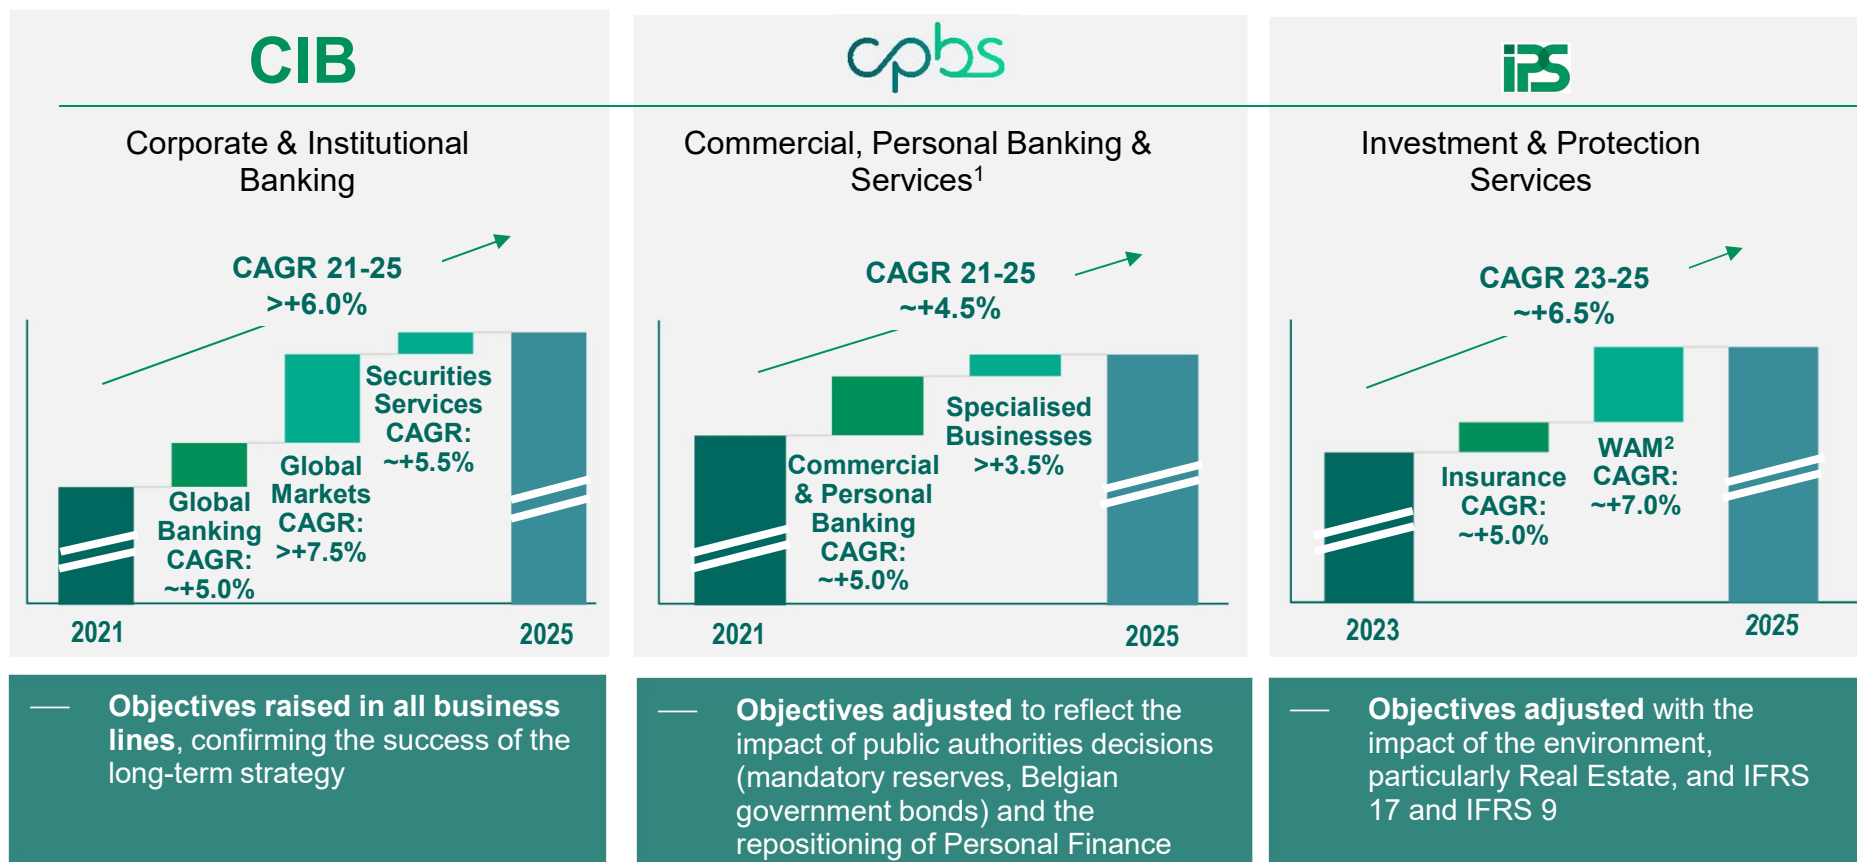 CIB
Corporate & Institutional
Banking
CAGR 21-25
>+6.0%
Securities
Services
CAGR:
~+5.5%
Global
Markets
CAGR:
>+7.5%
Global
Banking
CAGR:
~+5.0%
2021
2025
Objectives raised in all business
lines, confirming the success of the
long-term strategy
cpbs
Commercial, Personal Banking &
Services¹
CAGR 21-25
~+4.5%
Specialised
Businesses
>+3.5%
Commercial
& Personal
Banking
CAGR:
~+5.0%
2021
2025
Objectives adjusted to reflect the
impact of public authorities decisions
(mandatory reserves, Belgian
government bonds) and the
repositioning of Personal Finance
iPS
Investment & Protection
Services
CAGR 23-25
~+6.5%
WAM²
CAGR:
~+7.0%
Insurance
CAGR:
~+5.0%
2023
2025
Objectives adjusted with the
impact of the environment,
particularly Real Estate, and IFRS
17 and IFRS 9